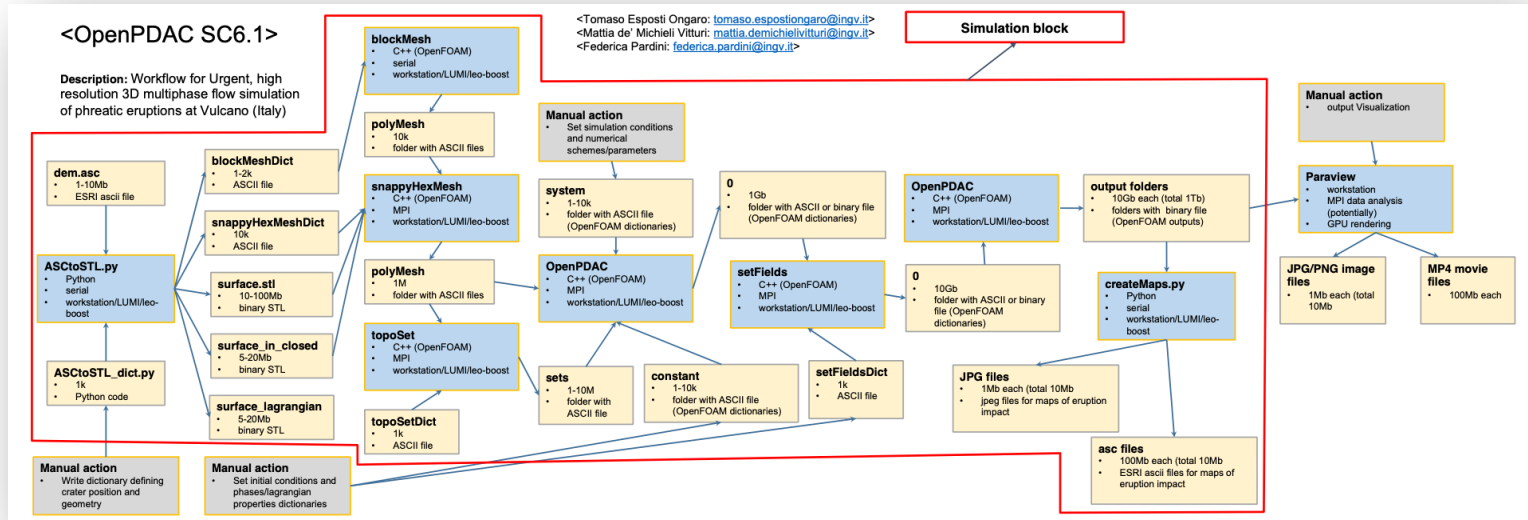 <OpenPDAC SC6.1>
Description: Workflow for Urgent, high
resolution 3D multiphase flow simulation
of phreatic eruptions at Vulcano (Italy)
<Tomaso Esposti Ongaro: tomaso.espostiongaro@ingv.it>
<Mattia de' Michieli Vitturi: mattia.demichielivitturi@ingv.it>
<Federica Pardini: federica.pardini@ingv.it>
Simulation block
dem.asc
• 1-10Mb
• ESRI ascii file
ASCtoSTL.py
• Python
• serial
• workstation/LUMI/leo-
boost
ASCtoSTL_dict.py
• 1k
• Python code
Manual action
• Write dictionary defining
crater position and
geometry
blockMeshDict
• 1-2k
• ASCII file
snappyHexMeshDict
• 10k
• ASCII file
surface.stl
• 10-100Mb
• binary STL
surface_in_closed
• 5-20Mb
• binary STL
surface_lagrangian
• 5-20Mb
• binary STL
Manual action
• Set initial conditions and
phases/lagrangian
properties dictionaries
blockMesh
• C++ (OpenFOAM)
• serial
• workstation/LUMI/leo-boost
polyMesh
• 10k
• folder with ASCII files
snappyHexMesh
• C++ (OpenFOAM)
• MPI
• workstation/LUMI/leo-boost
polyMesh
• 1M
• folder with ASCII files
topoSet
• C++ (OpenFOAM)
• MPI
• workstation/LUMI/leo-boost
topoSetDict
• 1k
• ASCII file
Manual action
• Set simulation conditions
and numerical
schemes/parameters
system
• 1-10k
• folder with ASCII file
(OpenFOAM dictionaries)
OpenPDAC
• C++ (OpenFOAM)
• MPI
• workstation/LUMI/leo-boost
sets
• 1-10M
• folder with
ASCII file
constant
• 1-10k
• folder with ASCII file
(OpenFOAM dictionaries)
0
• 1Gb
• folder with ASCII or binary file
(OpenFOAM dictionaries)
setFields
• C++ (OpenFOAM)
• MPI
• workstation/LUMI/leo-boost
setFieldsDict
• 1k
• ASCII file
OpenPDAC
• C++ (OpenFOAM)
• MPI
• workstation/LUMI/leo-boost
0
• 10Gb
• folder with ASCII or binary
file (OpenFOAM
dictionaries)
output folders
• 10Gb each (total 1Tb)
• folders with binary file
(OpenFOAM outputs)
createMaps.py
• Python
• serial
• workstation/LUMI/leo-
boost
JPG files
• 1Mb each (total 10Mb
• jpeg files for maps of eruption
impact
asc files
• 100Mb each (total 10Mb
• ESRI ascii files for maps of
eruption impact
Manual action
• output Visualization
Paraview
• workstation
• MPI data analysis
(potentially)
• GPU rendering
JPG/PNG image
files
• 1Mb each (total
10Mb
MP4 movie
files
• 100Mb each